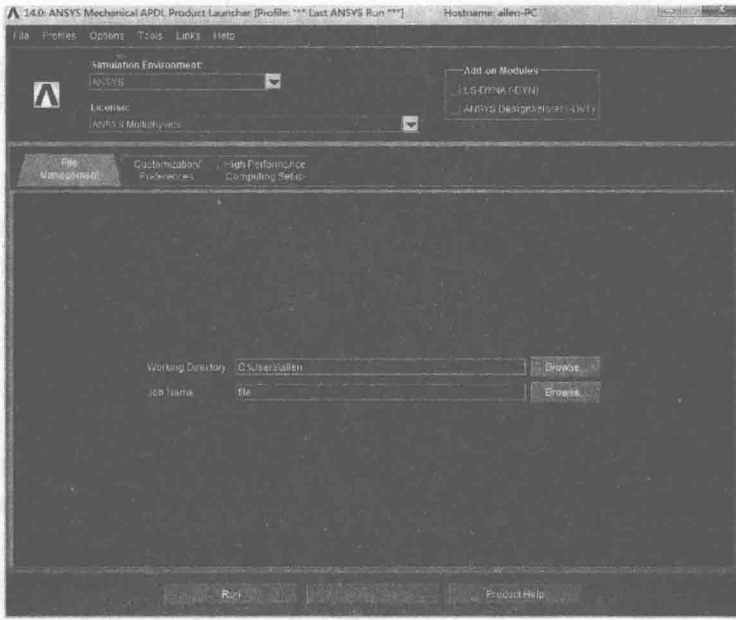 14.0: ANSYS Mechanical APDL Product Launcher [Profile: *** Last ANSYS Run ***] Hostname: allen-PC
File Profiles Options Tools Links Help
Simulation Environment:
ANSYS
Add-on Modules
LS-DYNA (-DYN)
License:
ANSYS DesignXplorer (-DVT)
ANSYS Multiphysics
File Management
Customization/ Preferences
High Performance Computing Setup
Working Directory C:\Users\allen Browse...
Job Name: file Browse...
Run Product Help